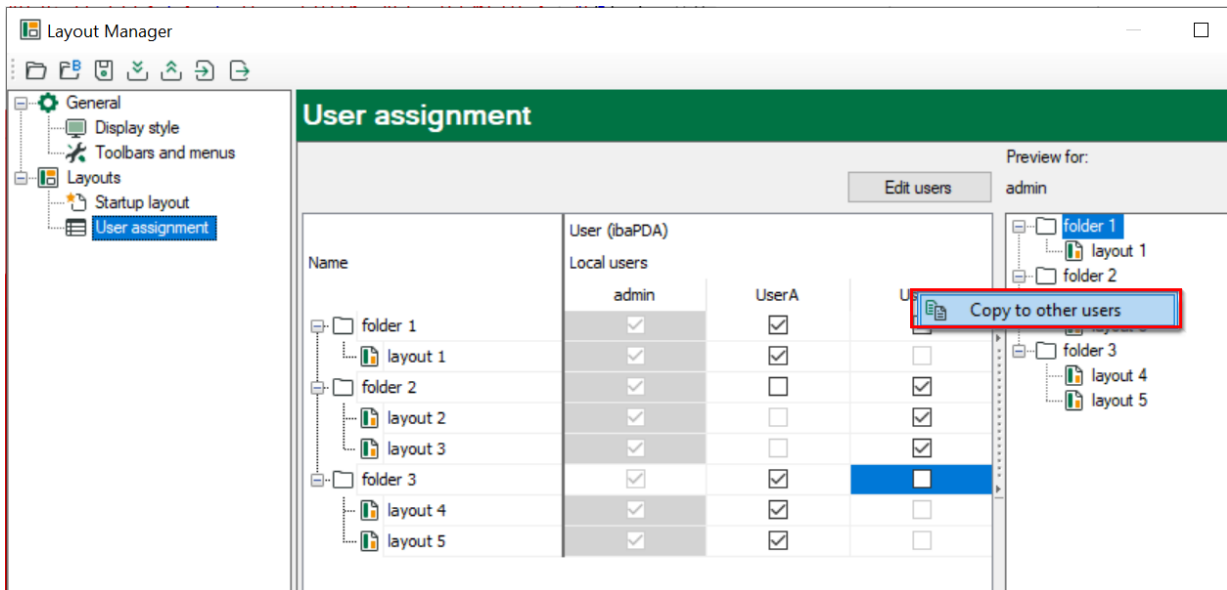 Layout Manager
General
Display style
Toolbars and menus
Layouts
Startup layout
User assignment
User assignment
Edit users
Preview for:
admin
Name
User (ibaPDA)
Local users
admin
UserA
folder 1
layout 1
folder 2
layout 2
layout 3
folder 3
layout 4
layout 5
folder 1
layout 1
folder 2
Copy to other users
folder 3
layout 4
layout 5